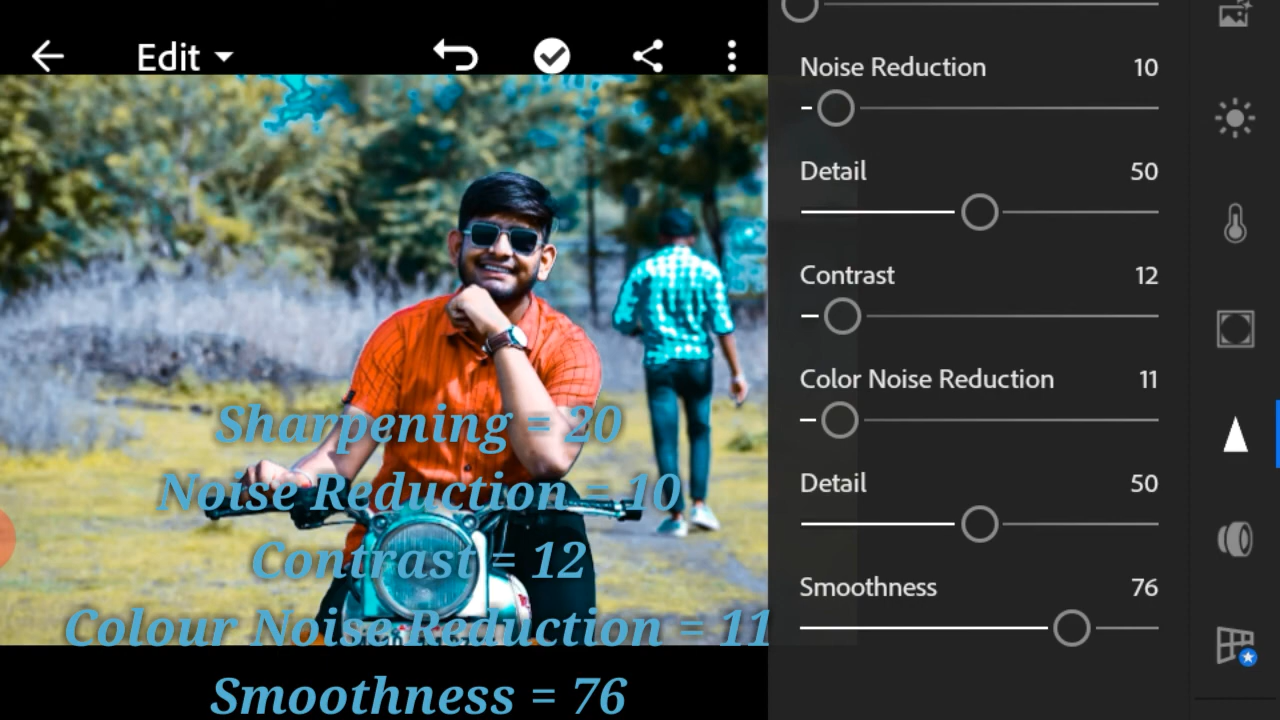 Edit
Noise Reduction 10
Detail 50
Contrast 12
Color Noise Reduction 11
Detail 50
Smoothness 76
Sharpening = 20
Noise Reduction = 10
Contrast = 12
Colour Noise Reduction = 11
Smoothness = 76